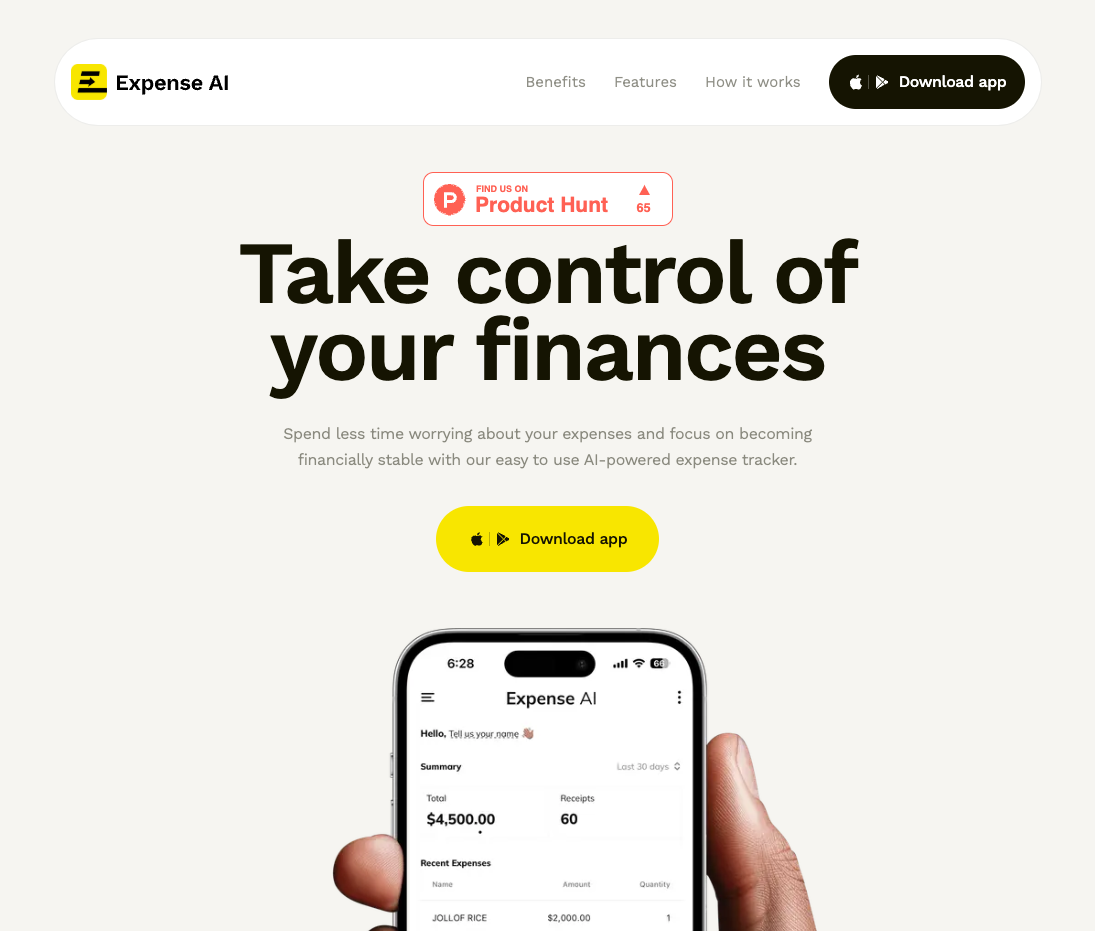 Expense AI
Benefits
Features
How it works
Download app
FIND US ON
Product Hunt
65
Take control of
your finances
Spend less time worrying about your expenses and focus on becoming
financially stable with our easy to use AI-powered expense tracker.
Download app
6:28
66
Expense AI
Hello, Tell us your name 👋🏽
Summary
Last 30 days
Total
Receipts
$4,500.00
60
Recent Expenses
Name Amount Quantity
JOLLOF RICE $2,000.00 1